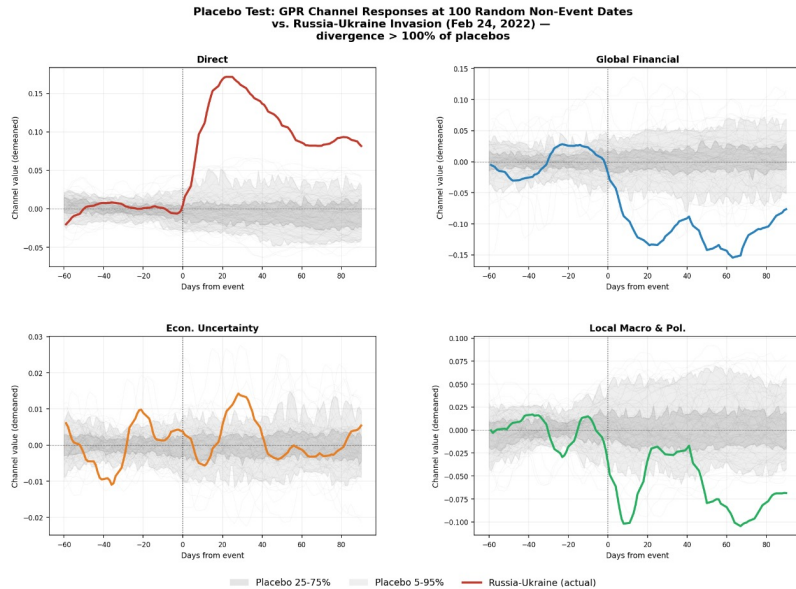 Placebo Test: GPR Channel Responses at 100 Random Non-Event Dates
vs. Russia-Ukraine Invasion (Feb 24, 2022) —
divergence > 100% of placebos
Direct
Channel value (demeaned)
0.15
0.10
0.05
0.00
−0.05
−60 −40 −20 0 20 40 60 80
Days from event
Global Financial
Channel value (demeaned)
0.15
0.10
0.05
0.00
−0.05
−0.10
−0.15
−60 −40 −20 0 20 40 60 80
Days from event
Econ. Uncertainty
Channel value (demeaned)
0.03
0.02
0.01
0.00
−0.01
−0.02
−60 −40 −20 0 20 40 60 80
Days from event
Local Macro & Pol.
Channel value (demeaned)
0.100
0.075
0.050
0.025
0.000
−0.025
−0.050
−0.075
−0.100
−60 −40 −20 0 20 40 60 80
Days from event
Placebo 25-75% Placebo 5-95% Russia-Ukraine (actual)